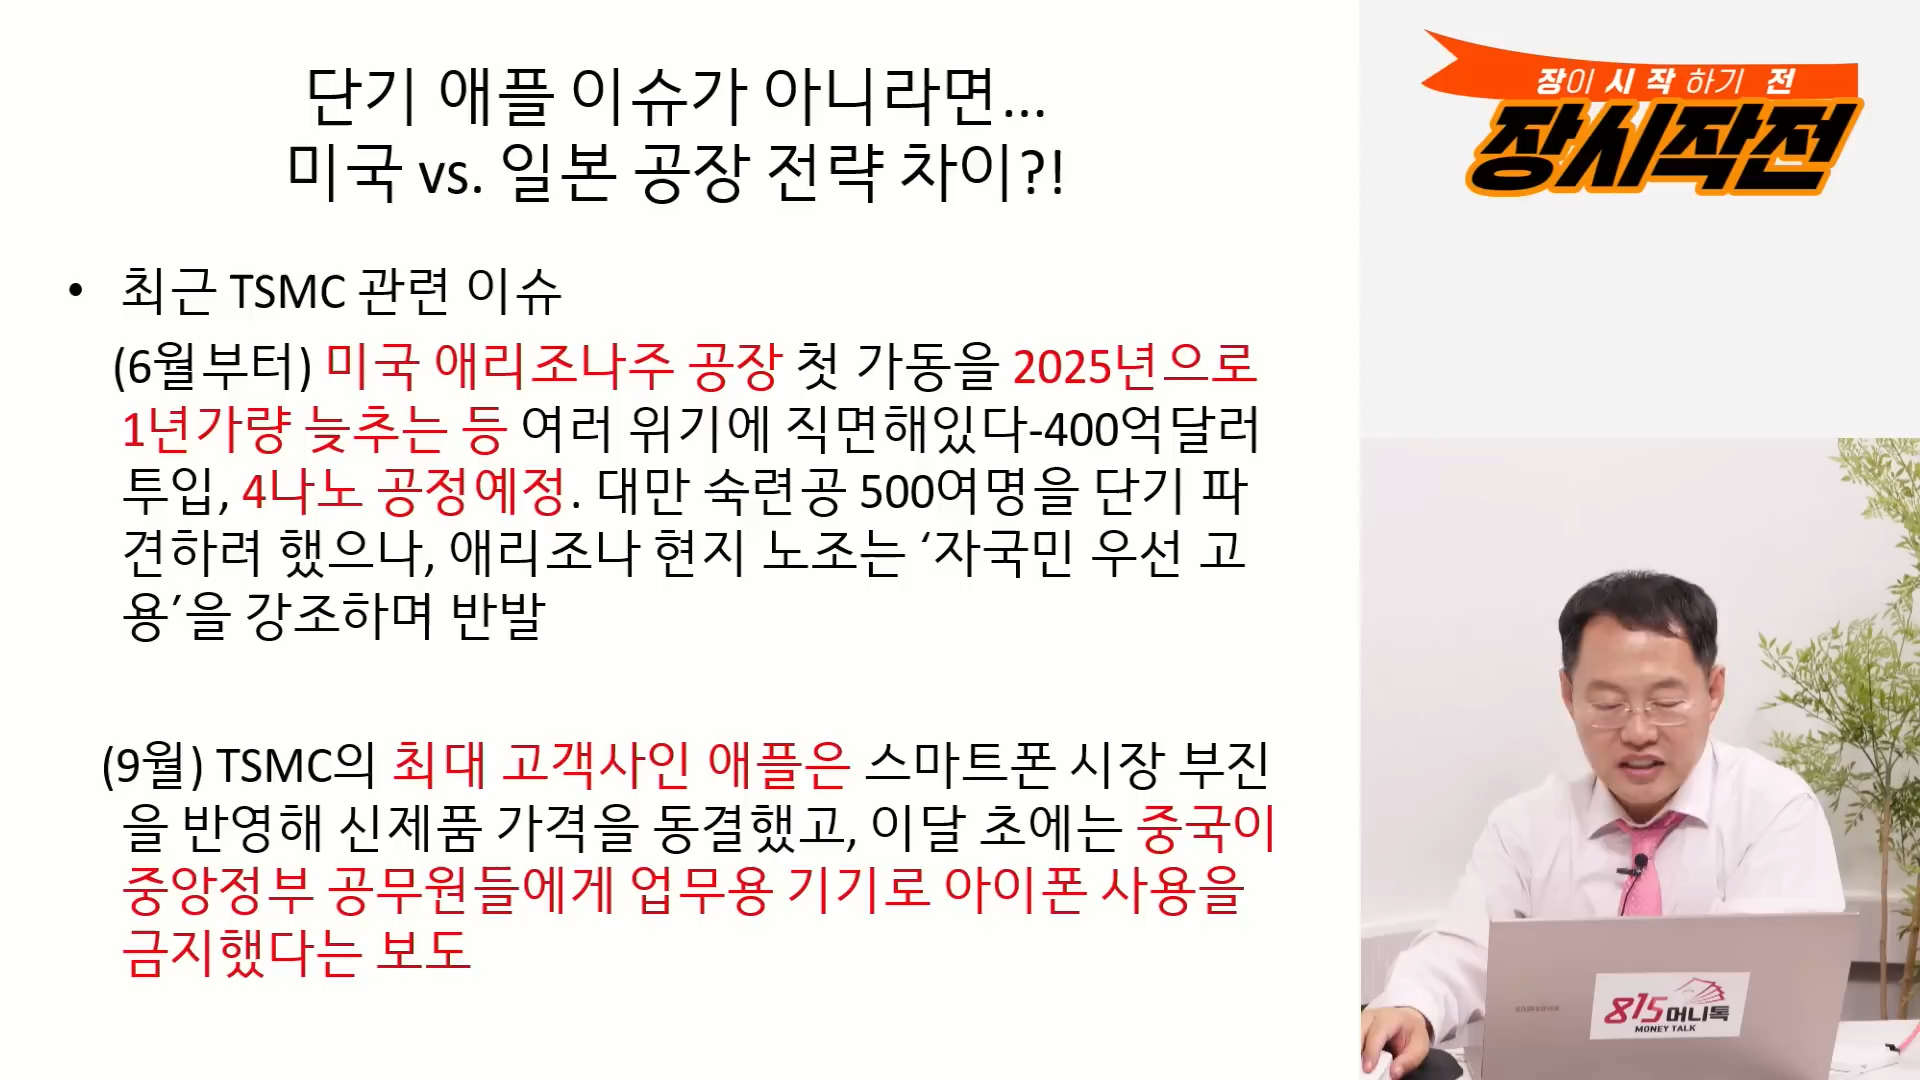 단기 애플 이슈가 아니라면...
미국 vs. 일본 공장 전략 차이?!
• 최근 TSMC 관련 이슈
(6월부터) 미국 애리조나주 공장 첫 가동을 2025년으로
1년가량 늦추는 등 여러 위기에 직면해있다-400억달러
투입, 4나노 공정예정. 대만 숙련공 500여명을 단기 파
견하려 했으나, 애리조나 현지 노조는 ‘자국민 우선 고
용’을 강조하며 반발
(9월) TSMC의 최대 고객사인 애플은 스마트폰 시장 부진
을 반영해 신제품 가격을 동결했고, 이달 초에는 중국이
중앙정부 공무원들에게 업무용 기기로 아이폰 사용을
금지했다는 보도
장이 시작하기 전
장시작전
SAMSUNG
815머니톡
MONEY TALK